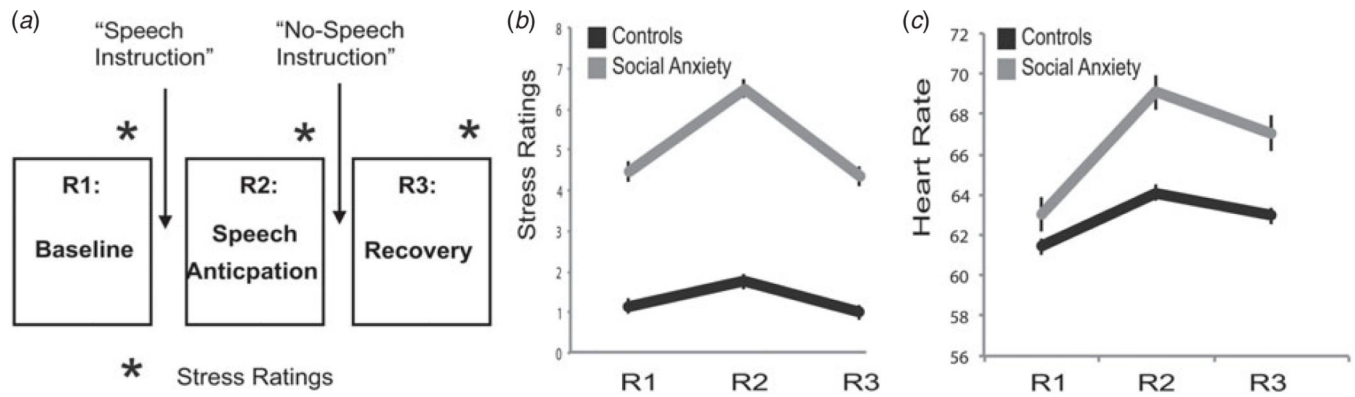 (a)
“Speech
Instruction”
“No-Speech
Instruction”
*
*
*
R1:
Baseline
R2:
Speech
Anticpation
R3:
Recovery
* Stress Ratings
(b)
Stress Ratings
8
7
6
5
4
3
2
1
0
Controls
Social Anxiety
R1 R2 R3
(c)
Heart Rate
72
70
68
66
64
62
60
58
56
Controls
Social Anxiety
R1 R2 R3